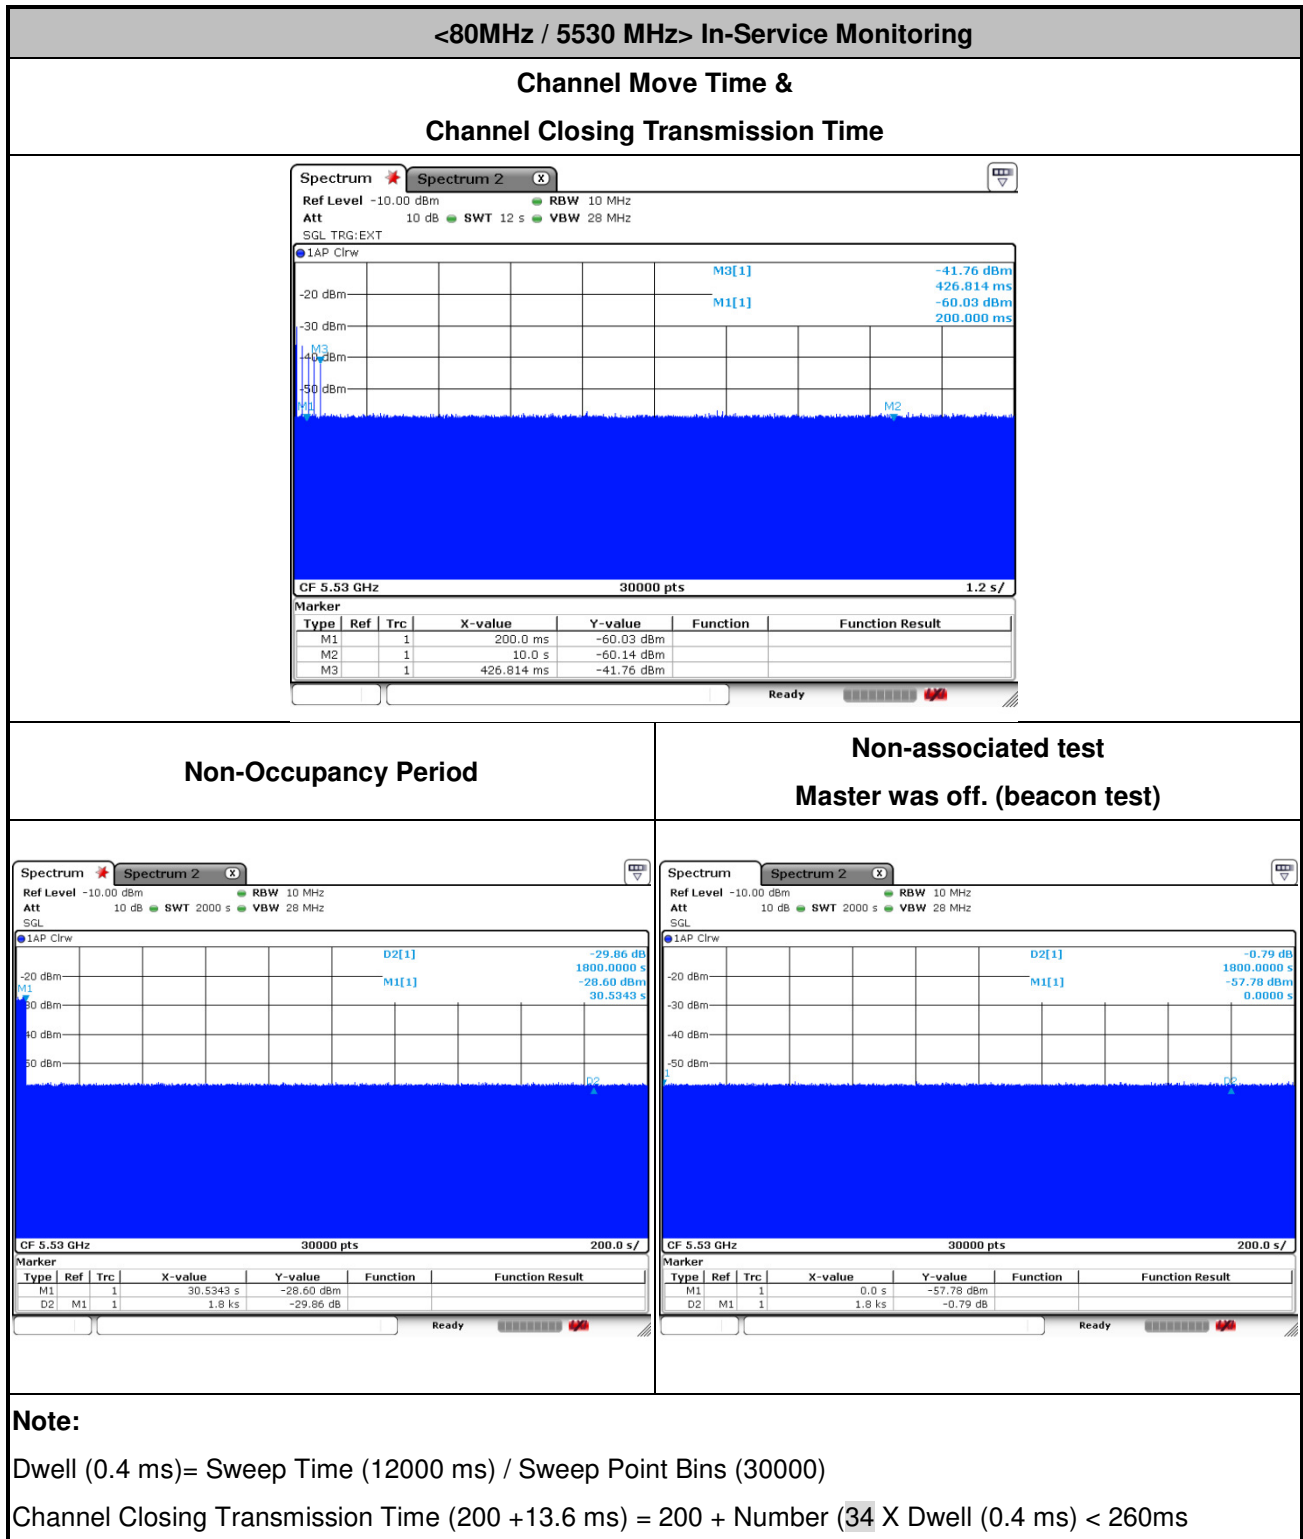 <80MHz / 5530 MHz> In-Service Monitoring
Channel Move Time &
Channel Closing Transmission Time
Spectrum Spectrum 2 X
Ref Level -10.00 dBm RBW 10 MHz
Att 10 dB SWT 12 s VBW 28 MHz
SGL TRG:EXT
1AP Clrw
M3[1] -41.76 dBm
426.814 ms
-20 dBm
M1[1] -60.03 dBm
200.000 ms
-30 dBm
M3
-40 dBm
-50 dBm
M1 M2
CF 5.53 GHz 30000 pts 1.2 s/
Marker
Type Ref Trc X-value Y-value Function Function Result
M1 1 200.0 ms -60.03 dBm
M2 1 10.0 s -60.14 dBm
M3 1 426.814 ms -41.76 dBm
Ready
Non-Occupancy Period
Non-associated test
Master was off. (beacon test)
Spectrum Spectrum 2 X
Ref Level -10.00 dBm RBW 10 MHz
Att 10 dB SWT 2000 s VBW 28 MHz
SGL
1AP Clrw
D2[1] -29.86 dB
1800.0000 s
-20 dBm
M1[1] -28.60 dBm
M1
30.5343 s
30 dBm
40 dBm
50 dBm
D2
CF 5.53 GHz 30000 pts 200.0 s/
Marker
Type Ref Trc X-value Y-value Function Function Result
M1 1 30.5343 s -28.60 dBm
D2 M1 1 1.8 ks -29.86 dB
Ready
Spectrum Spectrum 2 X
Ref Level -10.00 dBm RBW 10 MHz
Att 10 dB SWT 2000 s VBW 28 MHz
SGL
1AP Clrw
D2[1] -0.79 dB
1800.0000 s
-20 dBm
M1[1] -57.78 dBm
0.0000 s
-30 dBm
-40 dBm
-50 dBm
1
D2
CF 5.53 GHz 30000 pts 200.0 s/
Marker
Type Ref Trc X-value Y-value Function Function Result
M1 1 0.0 s -57.78 dBm
D2 M1 1 1.8 ks -0.79 dB
Ready
Note:
Dwell (0.4 ms)= Sweep Time (12000 ms) / Sweep Point Bins (30000)
Channel Closing Transmission Time (200 +13.6 ms) = 200 + Number (34 X Dwell (0.4 ms) < 260ms